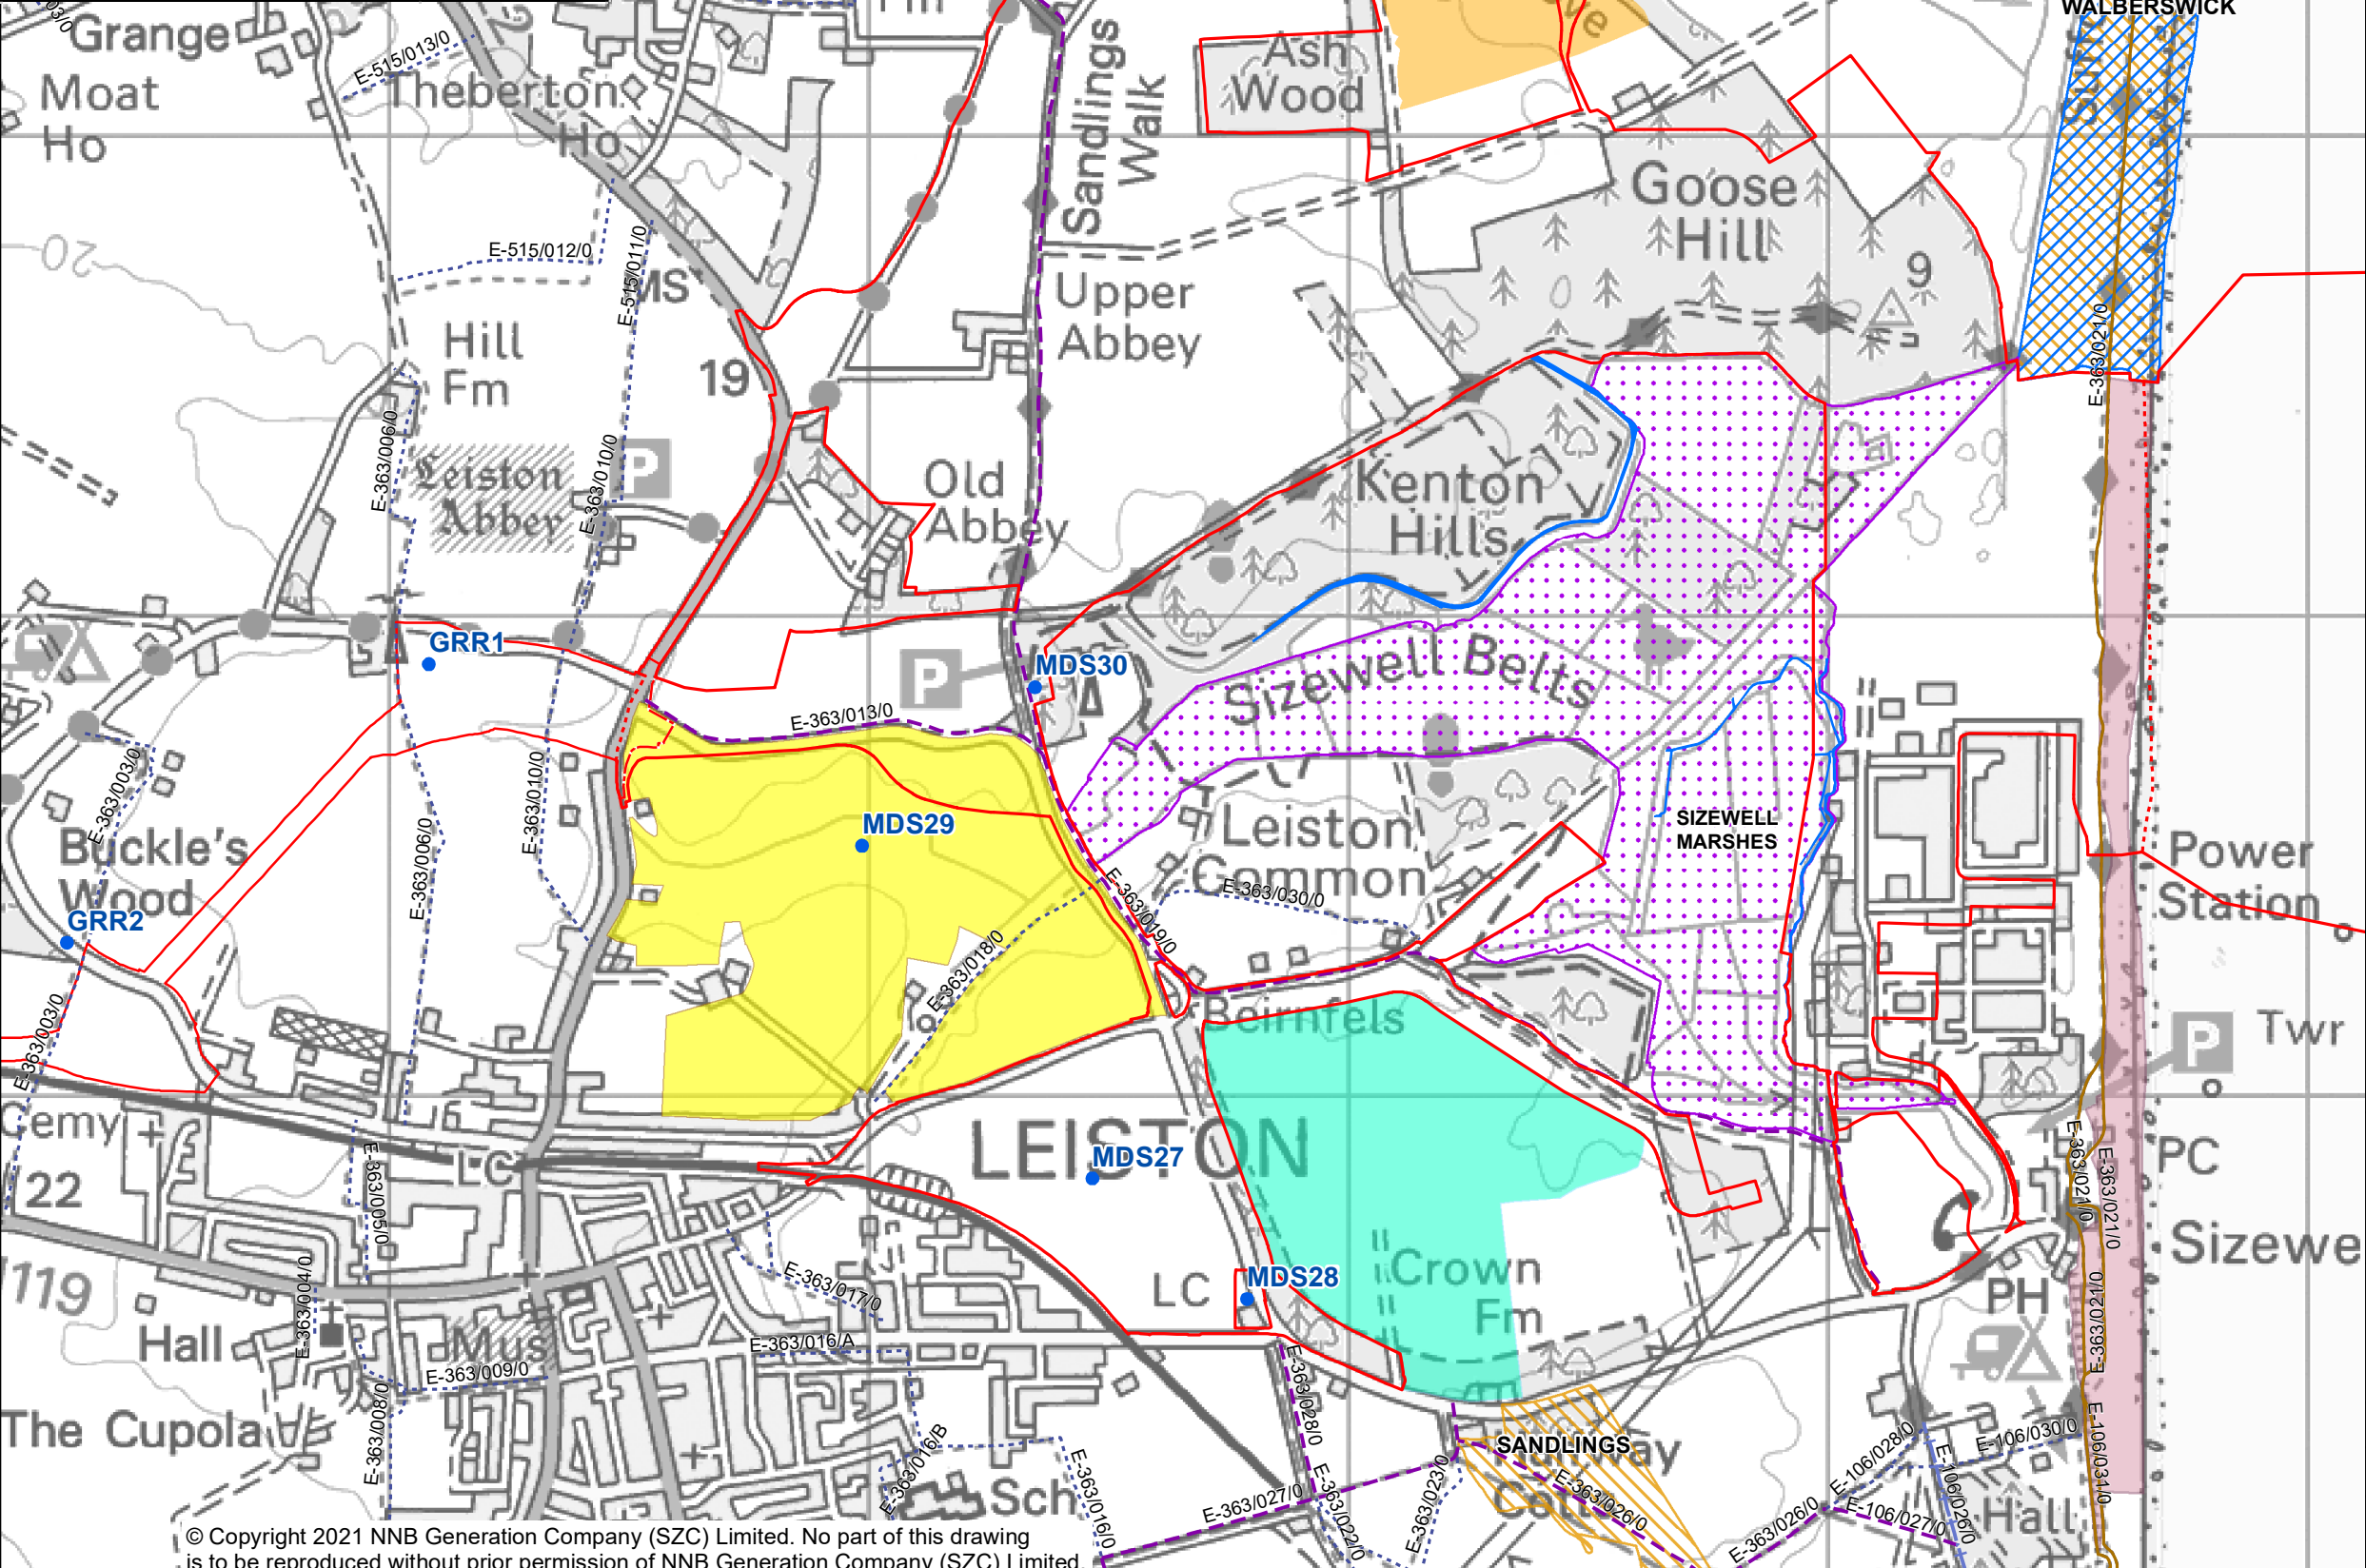 WALBERSWICK
Grange
E-515/013/0
Ash
Wood
Sandlings
Walk
Moat
Ho
Theberton
Ho
Goose
Hill
9
20
E-515/012/0
E-515/011/0
MS
Upper
Abbey
E-363/021/0
Hill
Fm
19
E-363/006/0
E-363/010/0
P
Leiston
Abbey
Old
Abbey
Kenton
Hills
GRR1
MDS30
P
Sizewell Belts
E-363/013/0
E-363/003/0
E-363/010/0
E-363/006/0
MDS29
SIZEWELL
MARSHES
Leiston
Common
Buckle's
Wood
Power
Station
GRR2
E-363/019/0
E-363/030/0
E-363/018/0
E-363/003/0
Beirnfels
P
Twr
Cemy
LEISTON
MDS27
LC
22
E-363/005/0
PC
E-363/021/0
E-363/021/0
Sizewe
119
E-363/004/0
E-363/017/0
LC
MDS28
Crown
Fm
PH
E-363/021/0
Hall
Mus
E-363/016/A
E-363/009/0
E-363/008/0
E-363/028/0
The Cupola
SANDLINGS
E-363/016/B
E-363/016/0
Sch
E-363/027/0
E-363/022/0
E-363/023/0
E-363/026/0
E-106/028/0
E-106/030/0
E-106/031/0
E-106/026/0
E-106/027/0
E-363/026/0
Hall
© Copyright 2021 NNB Generation Company (SZC) Limited. No part of this drawing
is to be reproduced without prior permission of NNB Generation Company (SZC) Limited.